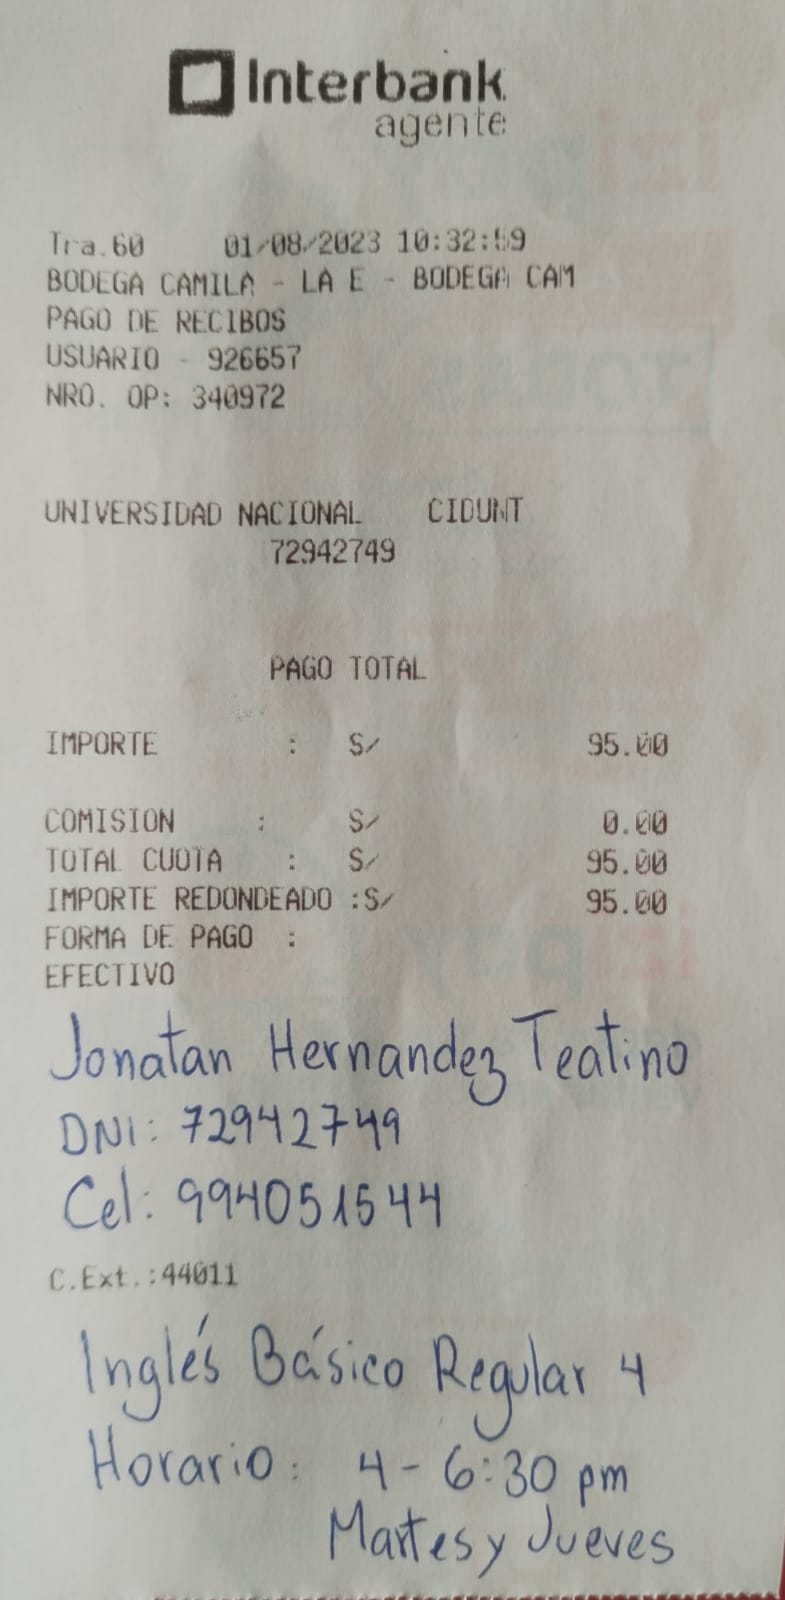 Interbank
agente
Tra.60 01/08/2023 10:32:59
BODEGA CAMILA - LA E - BODEGA CAM
PAGO DE RECIBOS
USUARIO - 926657
NRO. OP: 340972
UNIVERSIDAD NACIONAL CIDUNT
72942749
PAGO TOTAL
IMPORTE : S/ 95.00
COMISION : S/ 0.00
TOTAL CUOTA : S/ 95.00
IMPORTE REDONDEADO :S/ 95.00
FORMA DE PAGO :
EFECTIVO
Jonatan Hernandez Teatino
DNI: 72942749
Cel: 994051544
C.Ext.:44011
Inglés Básico Regular 4
Horario: 4 - 6:30 pm
Martes y Jueves